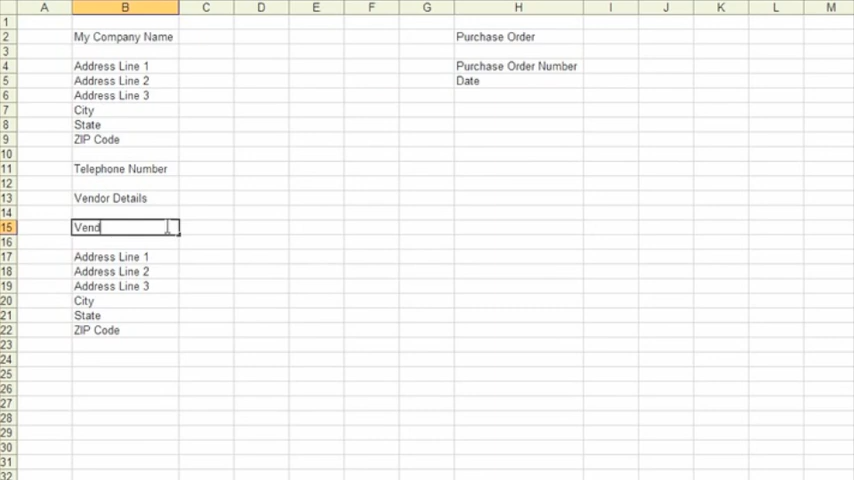 A B C D E F G H I J K L M
1
2 My Company Name Purchase Order
3
4 Address Line 1 Purchase Order Number
5 Address Line 2 Date
6 Address Line 3
7 City
8 State
9 ZIP Code
10
11 Telephone Number
12
13 Vendor Details
14
15 Vend
16
17 Address Line 1
18 Address Line 2
19 Address Line 3
20 City
21 State
22 ZIP Code
23
24
25
26
27
28
29
30
31
32